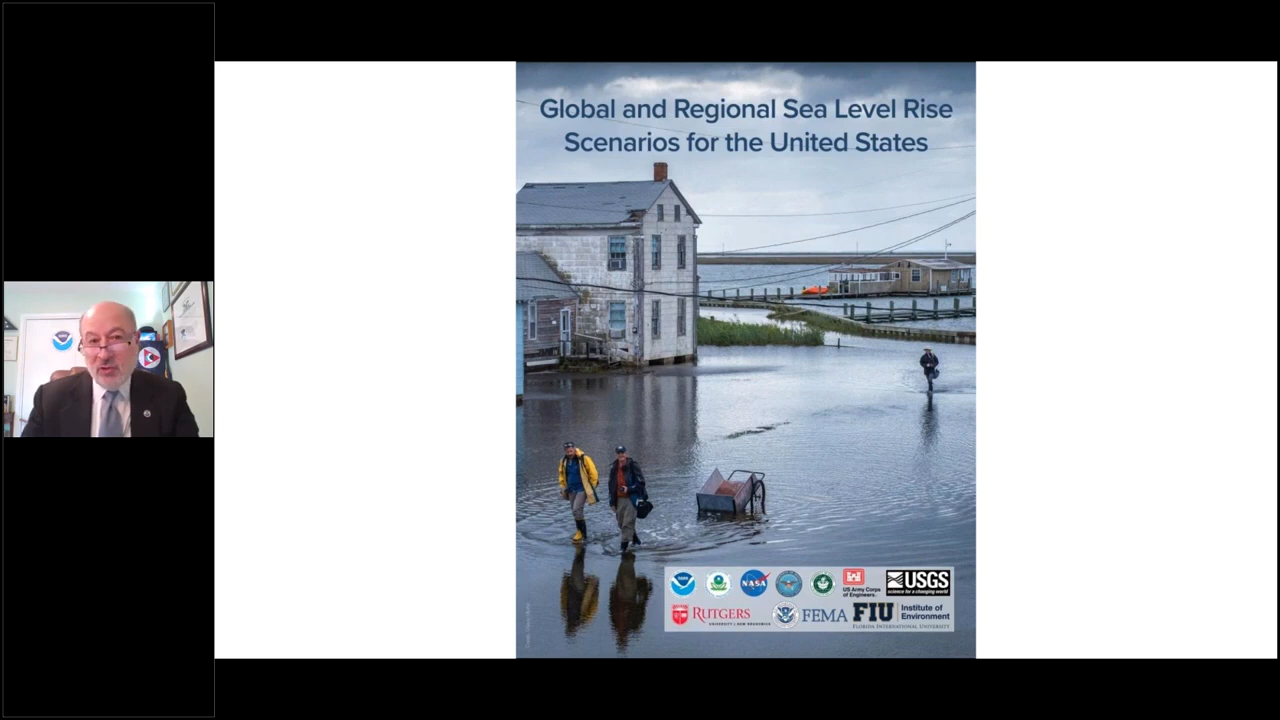 Global and Regional Sea Level Rise
Scenarios for the United States
NASA
US Army Corps
of Engineers.
USGS
science for a changing world
RUTGERS
UNIVERSITY | NEW BRUNSWICK
FEMA
FIU
Institute of
Environment
FLORIDA INTERNATIONAL UNIVERSITY